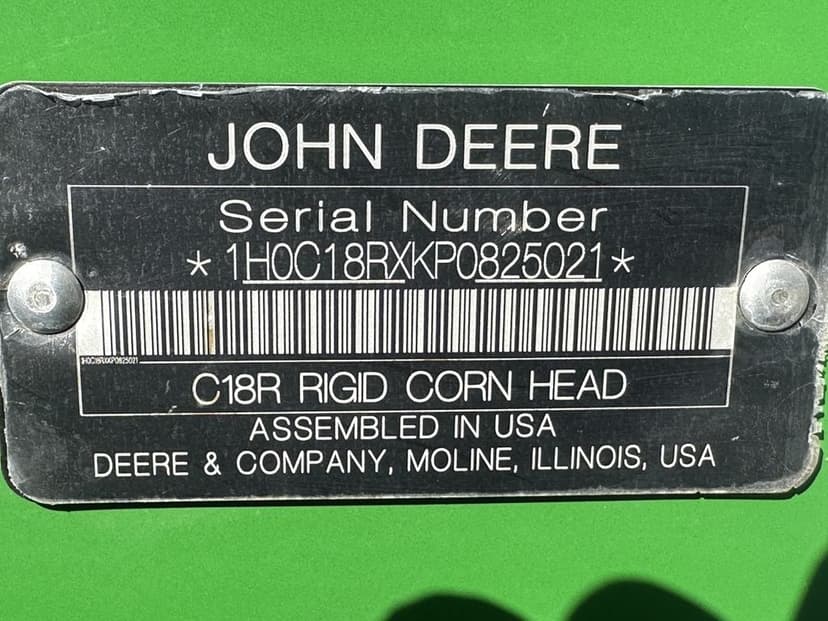 JOHN DEERE
Serial Number
*1H0C18RXKP0825021*
1H0C18RXKP0825021
C18R RIGID CORN HEAD
ASSEMBLED IN USA
DEERE & COMPANY, MOLINE, ILLINOIS, USA